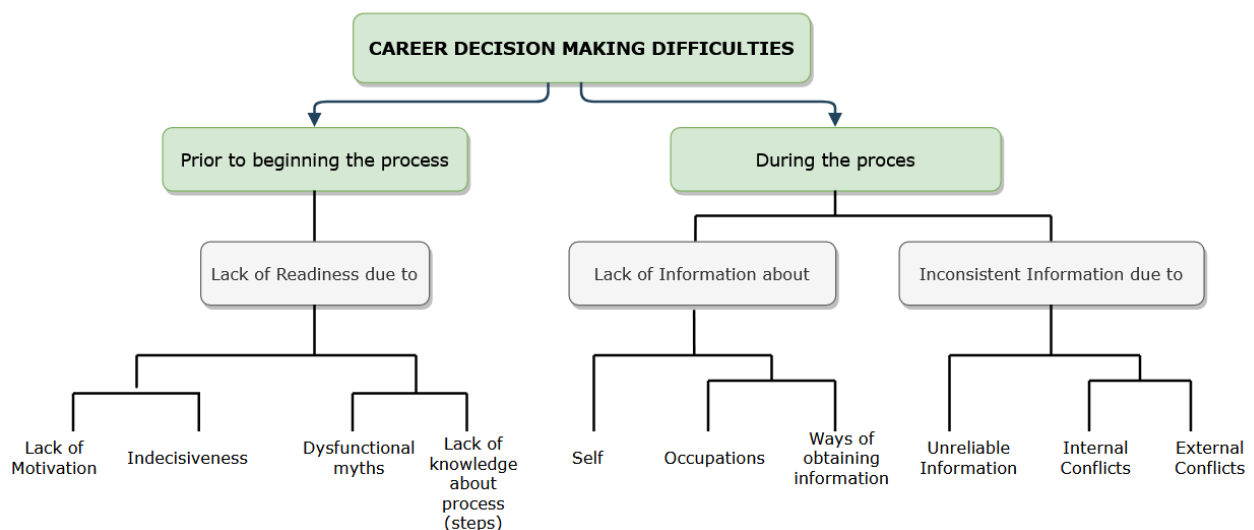 CAREER DECISION MAKING DIFFICULTIES
Prior to beginning the process
During the proces
Lack of Readiness due to
Lack of Information about
Inconsistent Information due to
Lack of
Motivation
Indecisiveness
Dysfunctional
myths
Lack of
knowledge
about
process
(steps)
Self
Occupations
Ways of
obtaining
information
Unreliable
Information
Internal
Conflicts
External
Conflicts